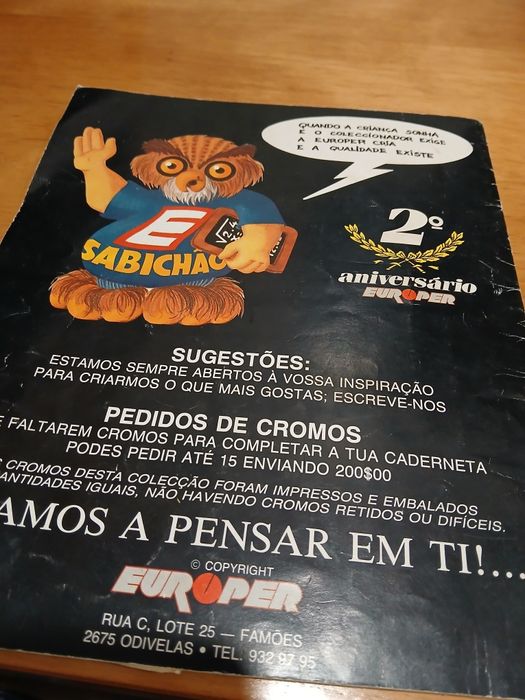 QUANDO A CRIANÇA SONHA
E O COLECCIONADOR EXIGE
A EUROPER CRIA
E A QUALIDADE EXISTE
E
SABICHÃO
2º
aniversário
EUROPER
SUGESTÕES:
ESTAMOS SEMPRE ABERTOS À VOSSA INSPIRAÇÃO
PARA CRIARMOS O QUE MAIS GOSTAS; ESCREVE-NOS
PEDIDOS DE CROMOS
E FALTAREM CROMOS PARA COMPLETAR A TUA CADERNETA
PODES PEDIR ATÉ 15 ENVIANDO 200$00
S CROMOS DESTA COLECÇÃO FORAM IMPRESSOS E EMBALADOS
ANTIDADES IGUAIS, NÃO HAVENDO CROMOS RETIDOS OU DIFÍCEIS.
AMOS A PENSAR EM TI!...
© COPYRIGHT
EUROPER
RUA C, LOTE 25 — FAMÕES
2675 ODIVELAS • TEL. 932 97 95